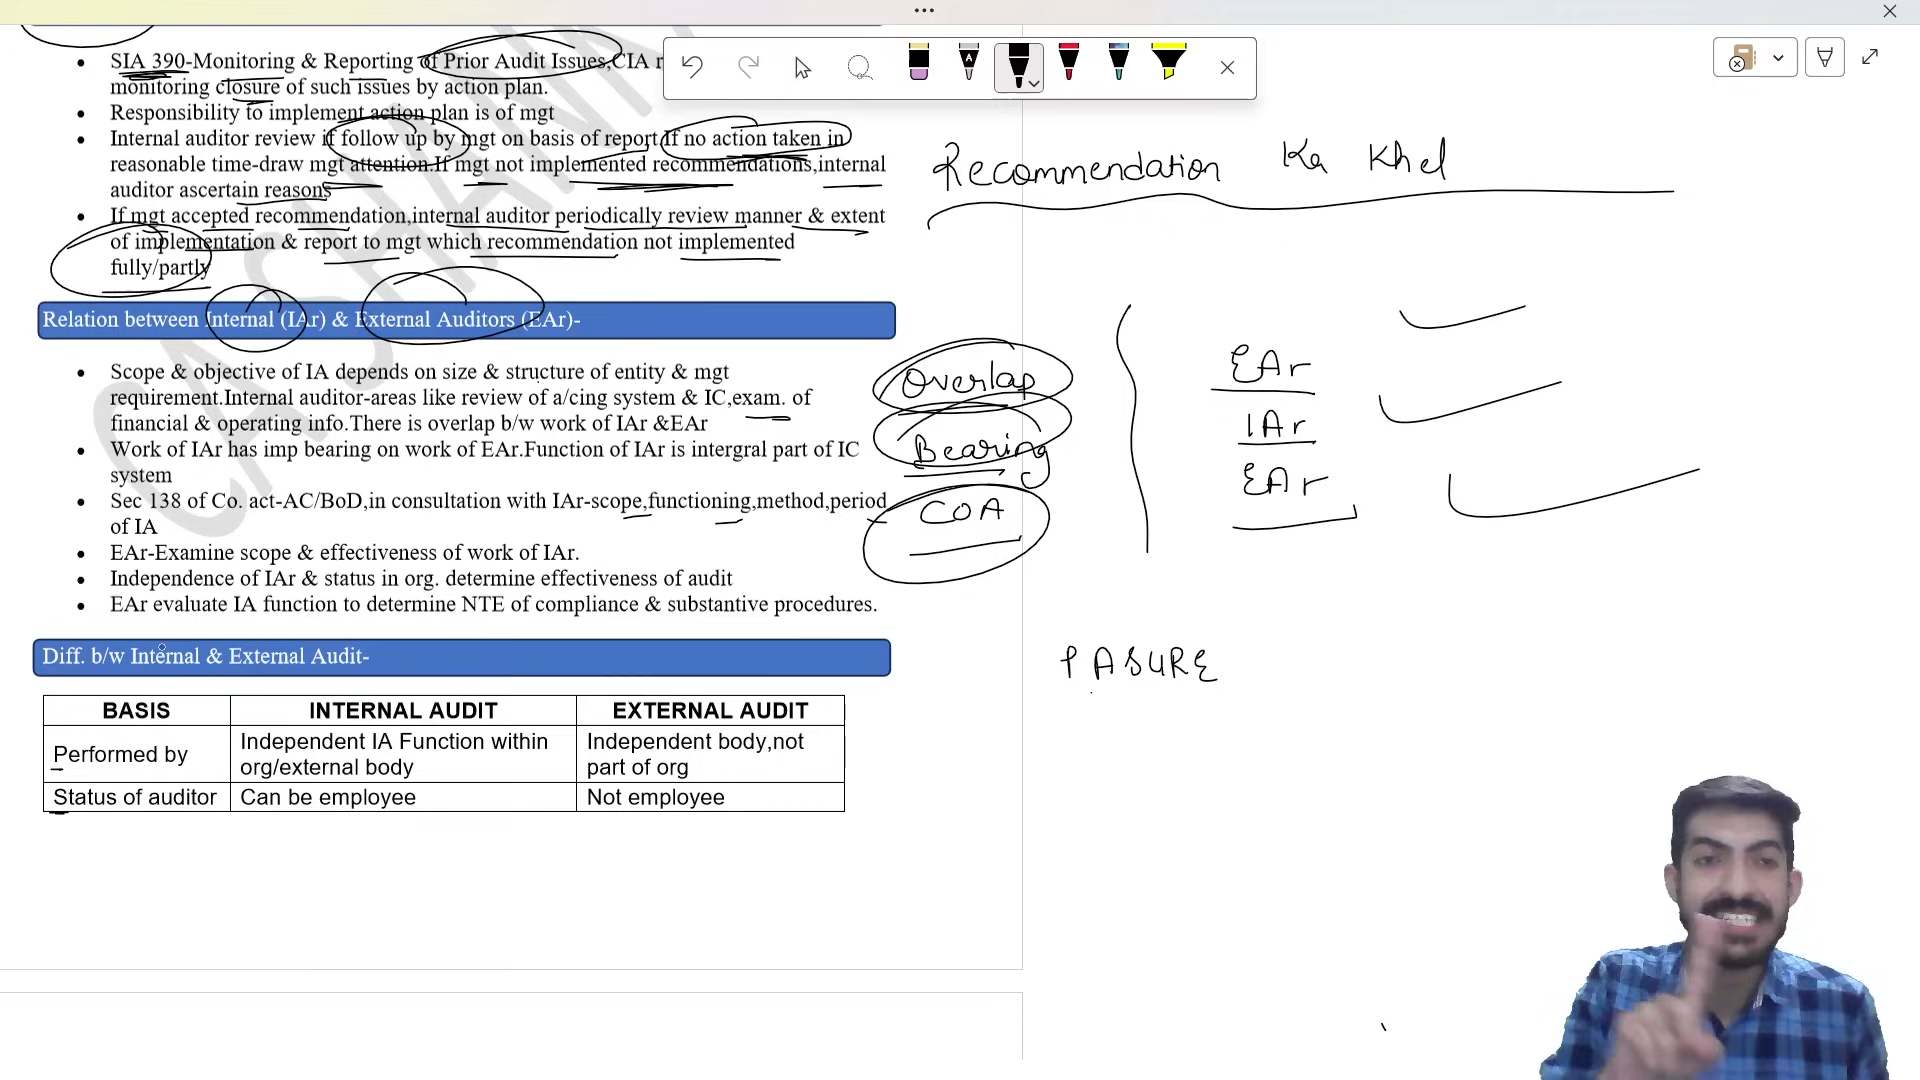 SIA 390-Monitoring & Reporting of Prior Audit Issues,CIA r
monitoring closure of such issues by action plan.
Responsibility to implement action plan is of mgt
Internal auditor review if follow up by mgt on basis of report.If no action taken in
reasonable time-draw mgt attention.If mgt not implemented recommendations,internal
auditor ascertain reasons
If mgt accepted recommendation,internal auditor periodically review manner & extent
of implementation & report to mgt which recommendation not implemented
fully/partly
Relation between Internal (IAr) & External Auditors (EAr)-
Scope & objective of IA depends on size & structure of entity & mgt
requirement.Internal auditor-areas like review of a/cing system & IC,exam. of
financial & operating info.There is overlap b/w work of IAr &EAr
Work of IAr has imp bearing on work of EAr.Function of IAr is intergral part of IC
system
Sec 138 of Co. act-AC/BoD,in consultation with IAr-scope,functioning,method,period
of IA
EAr-Examine scope & effectiveness of work of IAr.
Independence of IAr & status in org. determine effectiveness of audit
EAr evaluate IA function to determine NTE of compliance & substantive procedures.
Diff. b/w Internal & External Audit-
BASIS INTERNAL AUDIT EXTERNAL AUDIT
Performed by Independent IA Function within org/external body Independent body,not part of org
Status of auditor Can be employee Not employee
Recommendation Ka Khel
Overlap
Bearing
COA
EAr
IAr
EAr
PASURE